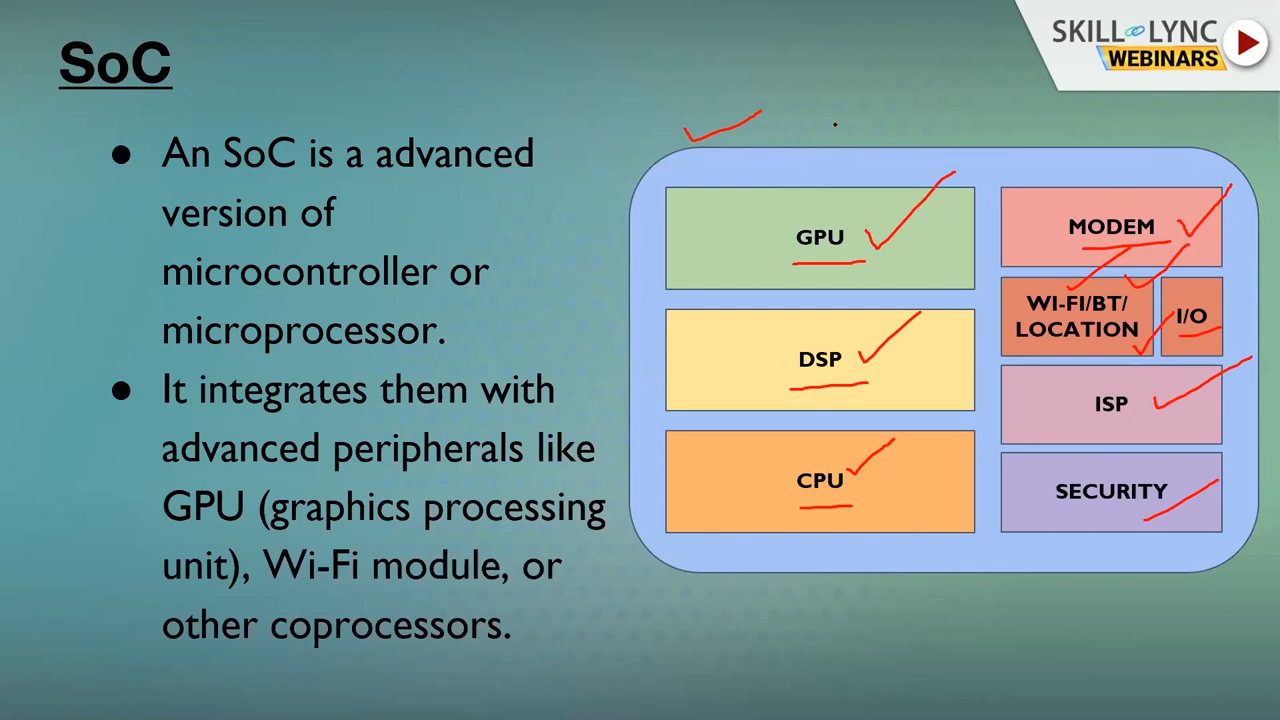 SoC
SKILL LYNC
WEBINARS
● An SoC is a advanced
version of
microcontroller or
microprocessor.
● It integrates them with
advanced peripherals like
GPU (graphics processing
unit), Wi-Fi module, or
other coprocessors.
GPU
DSP
CPU
MODEM
WI-FI/BT/
LOCATION
I/O
ISP
SECURITY